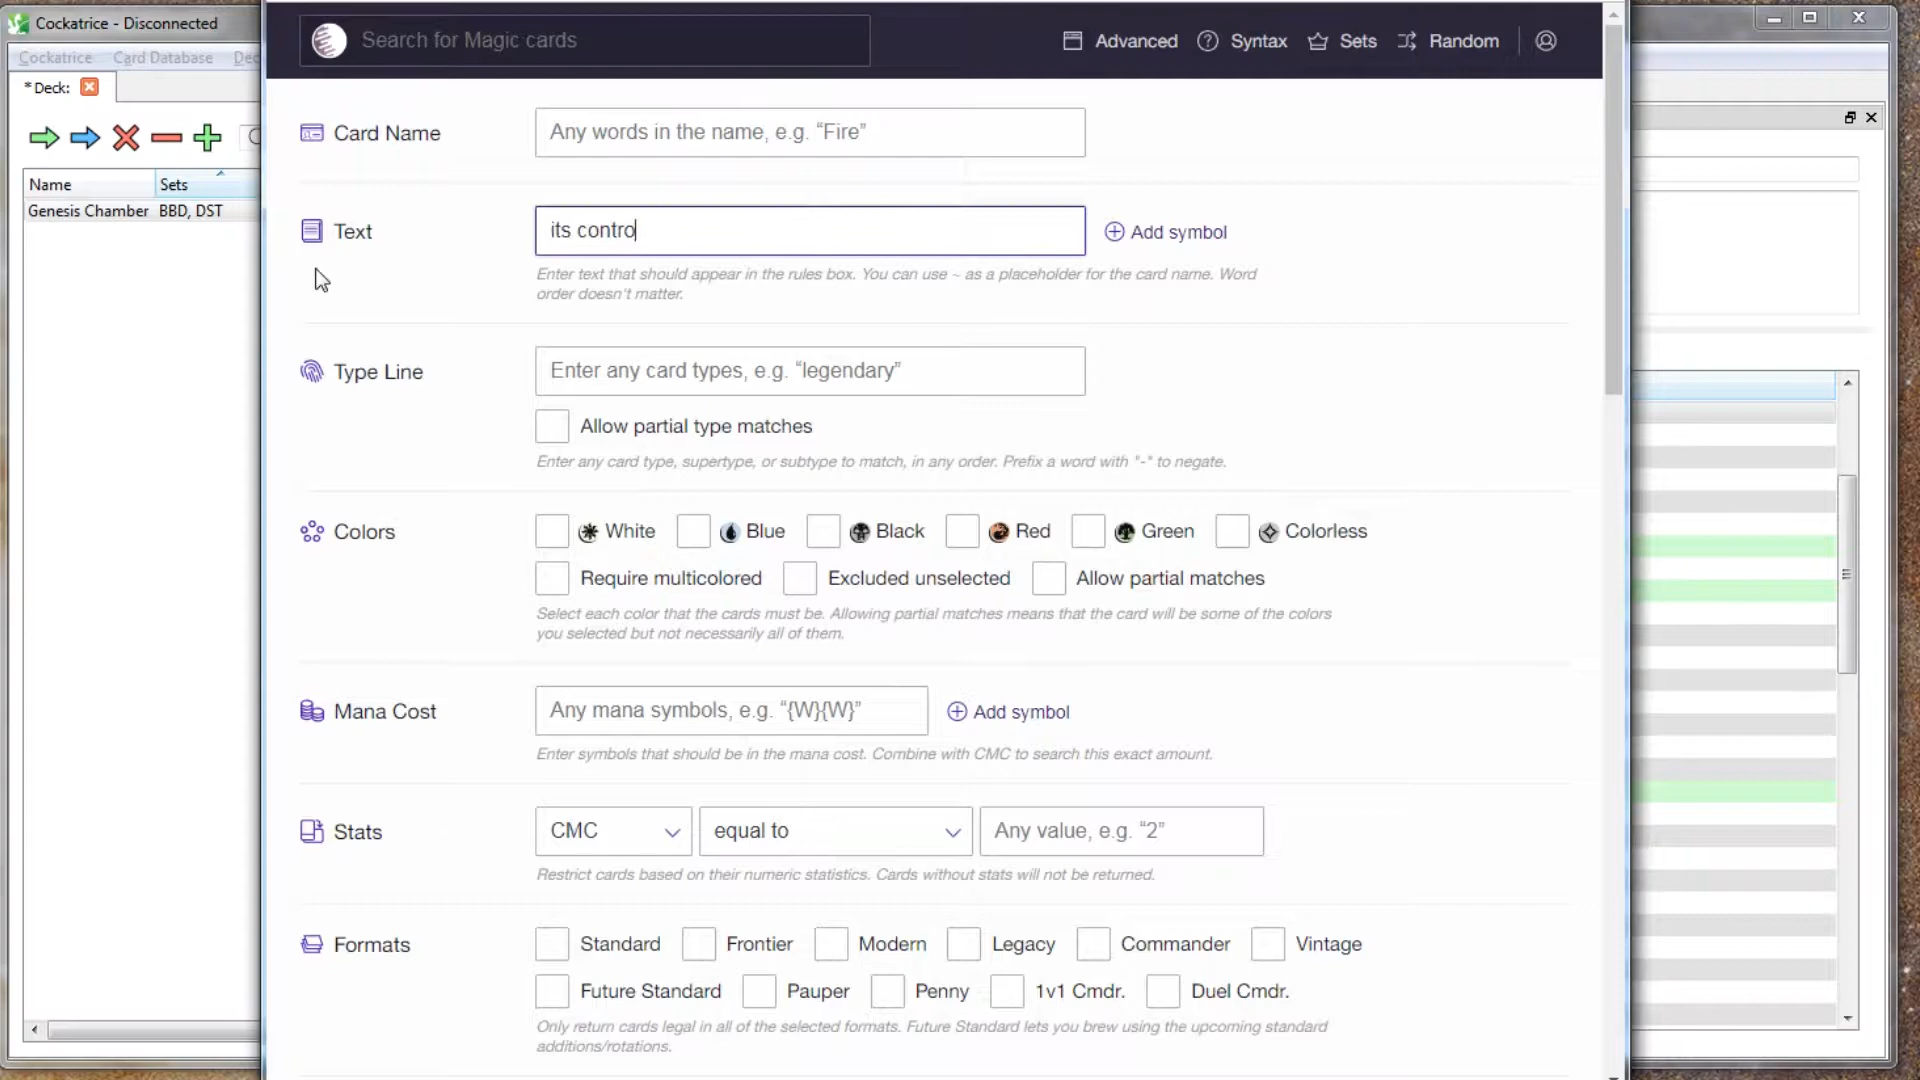 Cockatrice - Disconnected
Cockatrice Card Database
* Deck:
Name Sets
Genesis Chamber BBD, DST
Search for Magic cards
Advanced Syntax Sets Random
Card Name Any words in the name, e.g. “Fire”
Text its contro Add symbol
Enter text that should appear in the rules box. You can use ~ as a placeholder for the card name. Word
order doesn't matter.
Type Line Enter any card types, e.g. “legendary”
Allow partial type matches
Enter any card type, supertype, or subtype to match, in any order. Prefix a word with "-" to negate.
Colors White Blue Black Red Green Colorless
Require multicolored Excluded unselected Allow partial matches
Select each color that the cards must be. Allowing partial matches means that the card will be some of the colors
you selected but not necessarily all of them.
Mana Cost Any mana symbols, e.g. “{W}{W}” Add symbol
Enter symbols that should be in the mana cost. Combine with CMC to search this exact amount.
Stats CMC equal to Any value, e.g. “2”
Restrict cards based on their numeric statistics. Cards without stats will not be returned.
Formats Standard Frontier Modern Legacy Commander Vintage
Future Standard Pauper Penny 1v1 Cmdr. Duel Cmdr.
Only return cards legal in all of the selected formats. Future Standard lets you brew using the upcoming standard
additions/rotations.